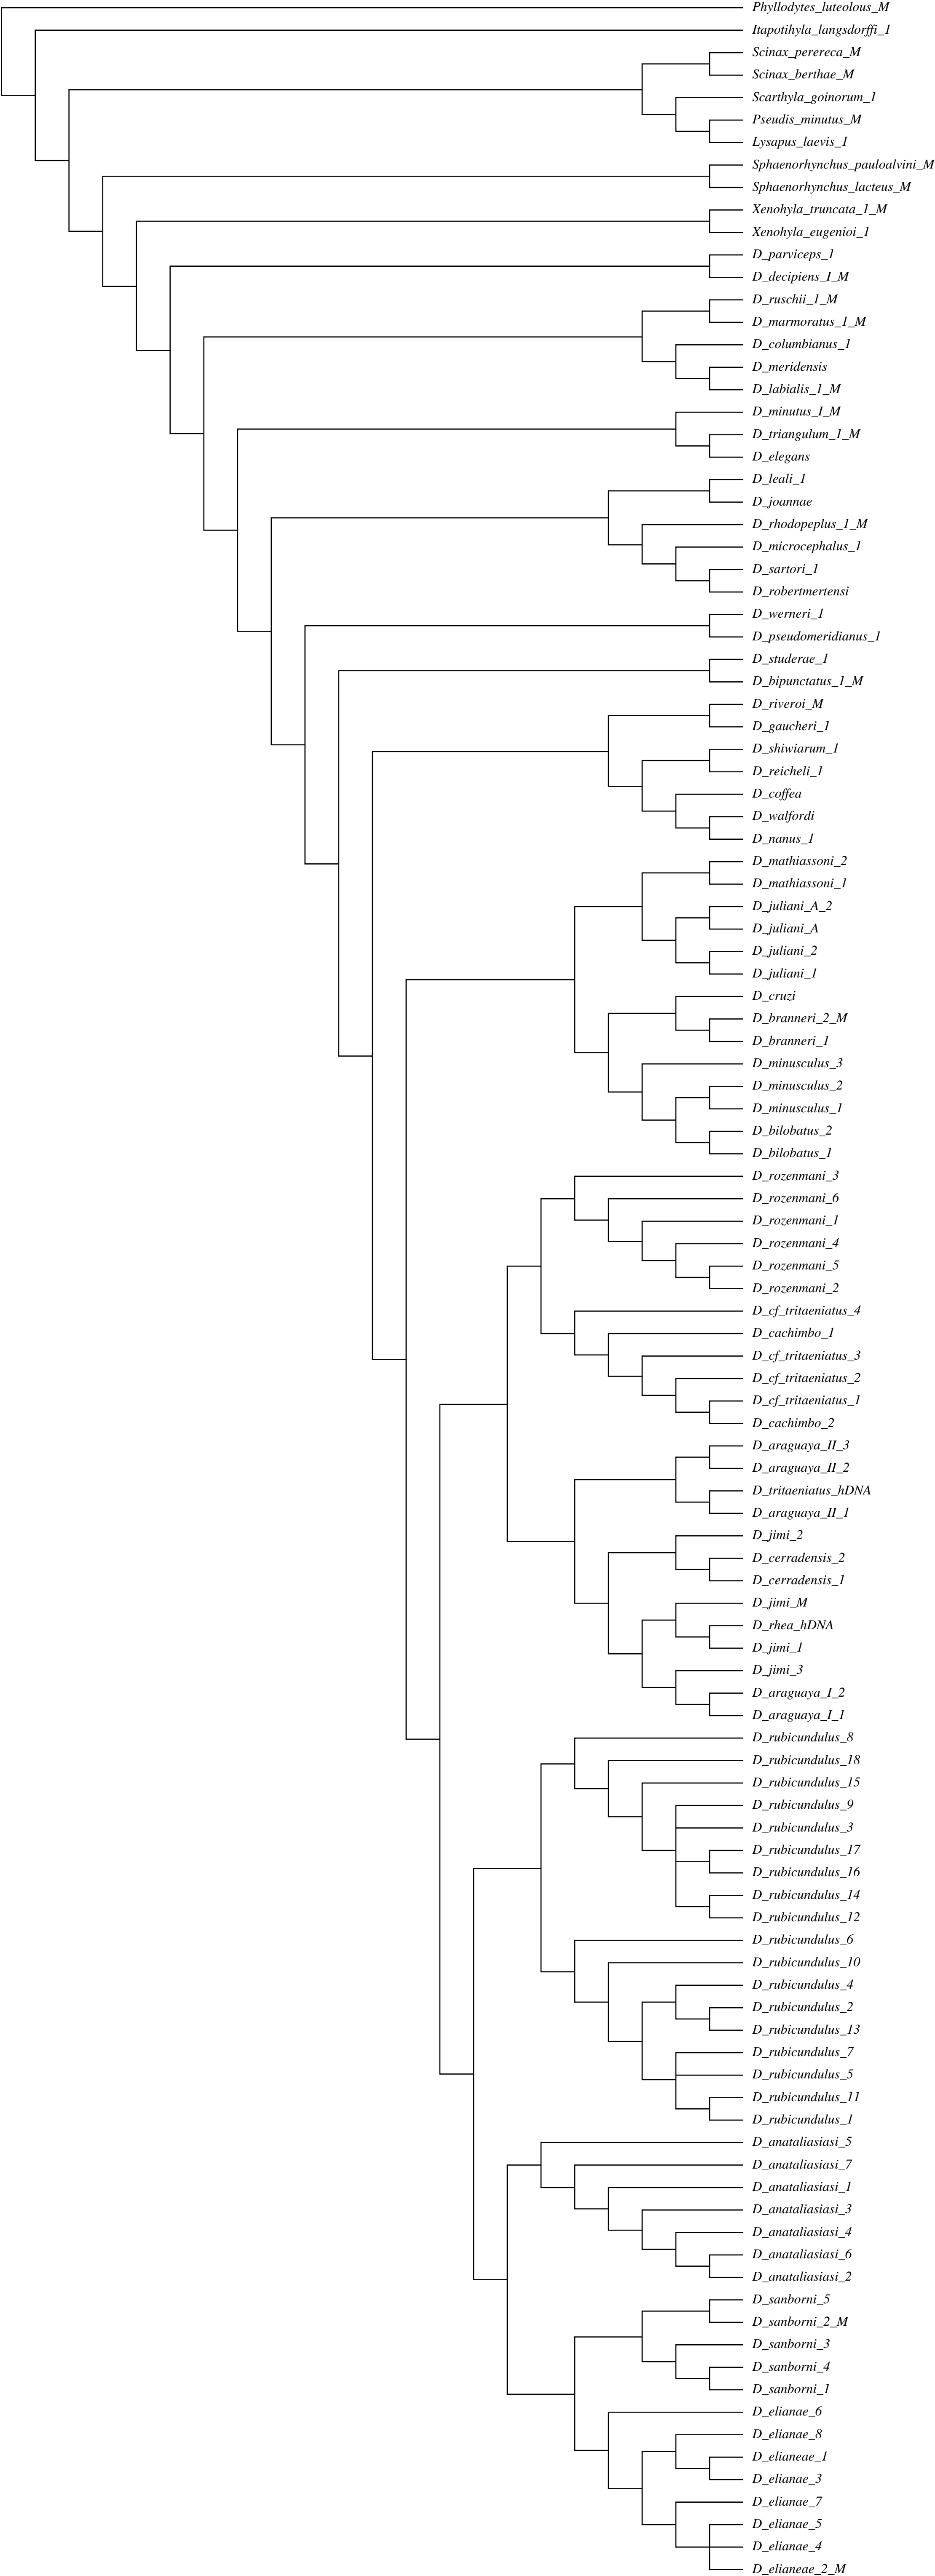 Phyllodytes_luteolous_M
Itapotihyla_langsdorffi_1
Scinax_perereca_M
Scinax_berthae_M
Scarthyla_goinorum_1
Pseudis_minutus_M
Lysapus_laevis_1
Sphaenorhynchus_pauloalvini_M
Sphaenorhynchus_lacteus_M
Xenohyla_truncata_1_M
Xenohyla_eugenioi_1
D_parviceps_1
D_decipiens_I_M
D_ruschii_1_M
D_marmoratus_1_M
D_columbianus_1
D_meridensis
D_labialis_1_M
D_minutus_I_M
D_triangulum_1_M
D_elegans
D_leali_1
D_joannae
D_rhodopeplus_1_M
D_microcephalus_1
D_sartori_1
D_robertmertensi
D_werneri_1
D_pseudomeridianus_1
D_studerae_1
D_bipunctatus_1_M
D_riveroi_M
D_gaucheri_1
D_shiwiarum_1
D_reicheli_1
D_coffea
D_walfordi
D_nanus_1
D_mathiassoni_2
D_mathiassoni_1
D_juliani_A_2
D_juliani_A
D_juliani_2
D_juliani_1
D_cruzi
D_branneri_2_M
D_branneri_1
D_minusculus_3
D_minusculus_2
D_minusculus_1
D_bilobatus_2
D_bilobatus_1
D_rozenmani_3
D_rozenmani_6
D_rozenmani_1
D_rozenmani_4
D_rozenmani_5
D_rozenmani_2
D_cf_tritaeniatus_4
D_cachimbo_1
D_cf_tritaeniatus_3
D_cf_tritaeniatus_2
D_cf_tritaeniatus_1
D_cachimbo_2
D_araguaya_II_3
D_araguaya_II_2
D_tritaeniatus_hDNA
D_araguaya_II_1
D_jimi_2
D_cerradensis_2
D_cerradensis_1
D_jimi_M
D_rhea_hDNA
D_jimi_1
D_jimi_3
D_araguaya_I_2
D_araguaya_I_1
D_rubicundulus_8
D_rubicundulus_18
D_rubicundulus_15
D_rubicundulus_9
D_rubicundulus_3
D_rubicundulus_17
D_rubicundulus_16
D_rubicundulus_14
D_rubicundulus_12
D_rubicundulus_6
D_rubicundulus_10
D_rubicundulus_4
D_rubicundulus_2
D_rubicundulus_13
D_rubicundulus_7
D_rubicundulus_5
D_rubicundulus_11
D_rubicundulus_1
D_anataliasiasi_5
D_anataliasiasi_7
D_anataliasiasi_1
D_anataliasiasi_3
D_anataliasiasi_4
D_anataliasiasi_6
D_anataliasiasi_2
D_sanborni_5
D_sanborni_2_M
D_sanborni_3
D_sanborni_4
D_sanborni_1
D_elianae_6
D_elianae_8
D_elianeae_1
D_elianae_3
D_elianae_7
D_elianae_5
D_elianae_4
D_elianeae_2_M